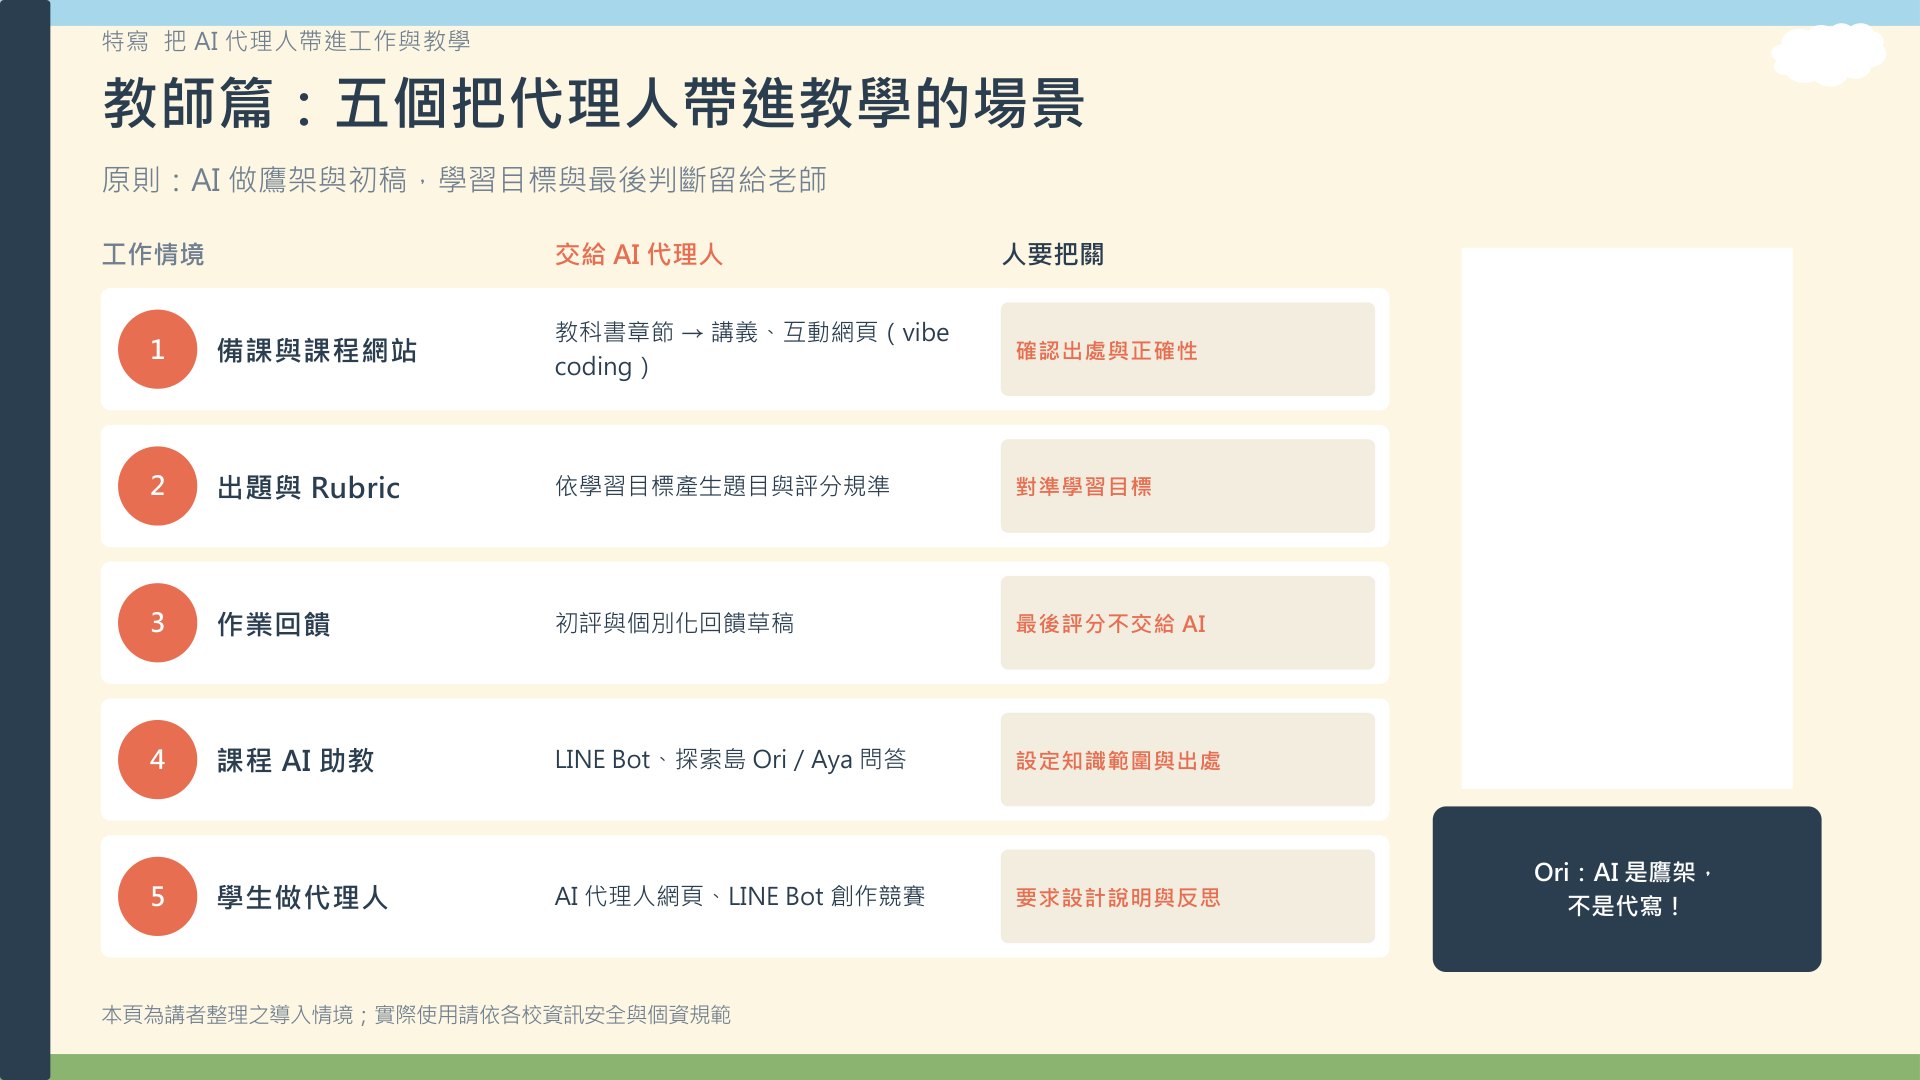 特寫 把 AI 代理人帶進工作與教學
教師篇：五個把代理人帶進教學的場景
原則：AI 做鷹架與初稿，學習目標與最後判斷留給老師
工作情境
交給 AI 代理人
人要把關
1
備課與課程網站
教科書章節 → 講義、互動網頁（vibe
coding）
確認出處與正確性
2
出題與 Rubric
依學習目標產生題目與評分規準
對準學習目標
3
作業回饋
初評與個別化回饋草稿
最後評分不交給 AI
4
課程 AI 助教
LINE Bot、探索島 Ori / Aya 問答
設定知識範圍與出處
5
學生做代理人
AI 代理人網頁、LINE Bot 創作競賽
要求設計說明與反思
Ori：AI 是鷹架，
不是代寫！
本頁為講者整理之導入情境；實際使用請依各校資訊安全與個資規範